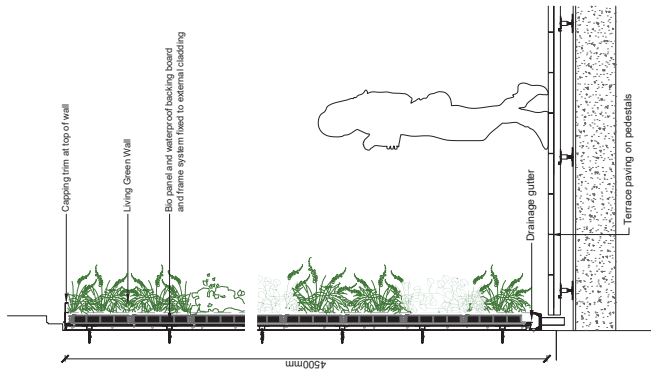 Capping trim at top of wall
Living Green Wall
Bio panel and waterproof backing board
and frame system fixed to external cladding
Drainage gutter
Terrace paving on pedestals
4500mm